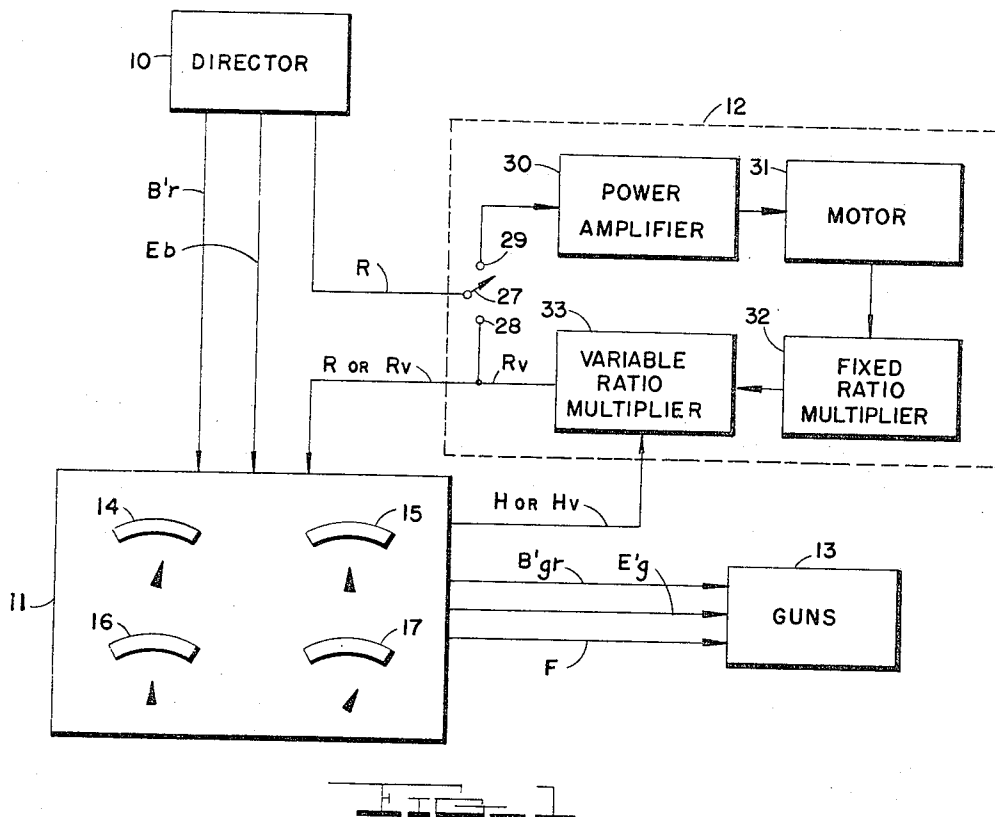 10
DIRECTOR
12
B'r
Eb
R
30
POWER
AMPLIFIER
31
MOTOR
29
27
28
33
VARIABLE
RATIO
MULTIPLIER
32
FIXED
RATIO
MULTIPLIER
R OR Rv
Rv
H OR Hv
14
15
16
17
11
B'gr
E'g
F
13
GUNS